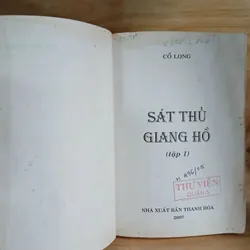 CỔ LONG
SÁT THỦ
GIANG HỒ
(tập 1)
THƯ VIỆN
NHÀ XUẤT BẢN THANH HÓA